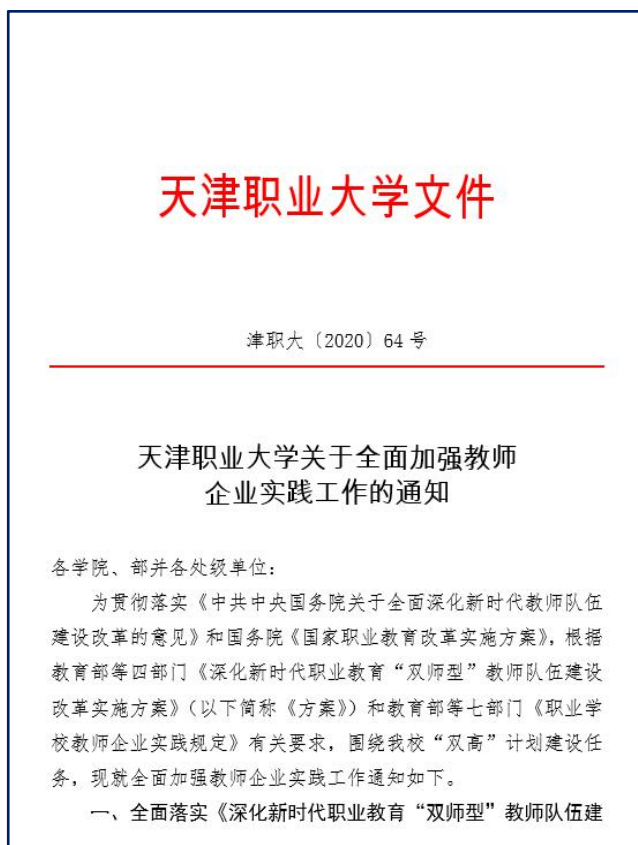 天津职业大学文件
津职大〔2020〕64 号
天津职业大学关于全面加强教师
企业实践工作的通知
各学院、部并各处级单位：
为贯彻落实《中共中央国务院关于全面深化新时代教师队伍
建设改革的意见》和国务院《国家职业教育改革实施方案》，根据
教育部等四部门《深化新时代职业教育“双师型”教师队伍建设
改革实施方案》（以下简称《方案》）和教育部等七部门《职业学
校教师企业实践规定》有关要求，围绕我校“双高”计划建设任
务，现就全面加强教师企业实践工作通知如下。
一、全面落实《深化新时代职业教育“双师型”教师队伍建